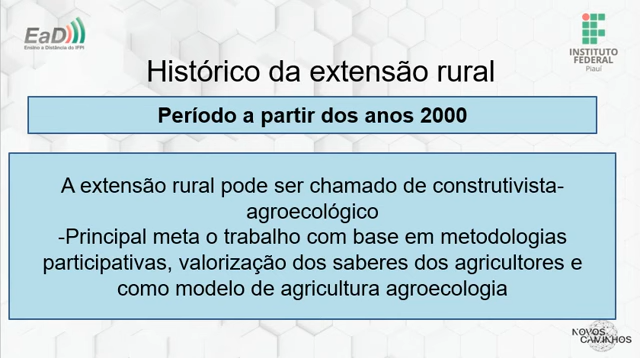 EaD
Ensino a Distância do IFPI
INSTITUTO
FEDERAL
Piauí
Histórico da extensão rural
Período a partir dos anos 2000
A extensão rural pode ser chamado de construtivista-
agroecológico
-Principal meta o trabalho com base em metodologias
participativas, valorização dos saberes dos agricultores e
como modelo de agricultura agroecologia
NOVOS
CAMINHOS